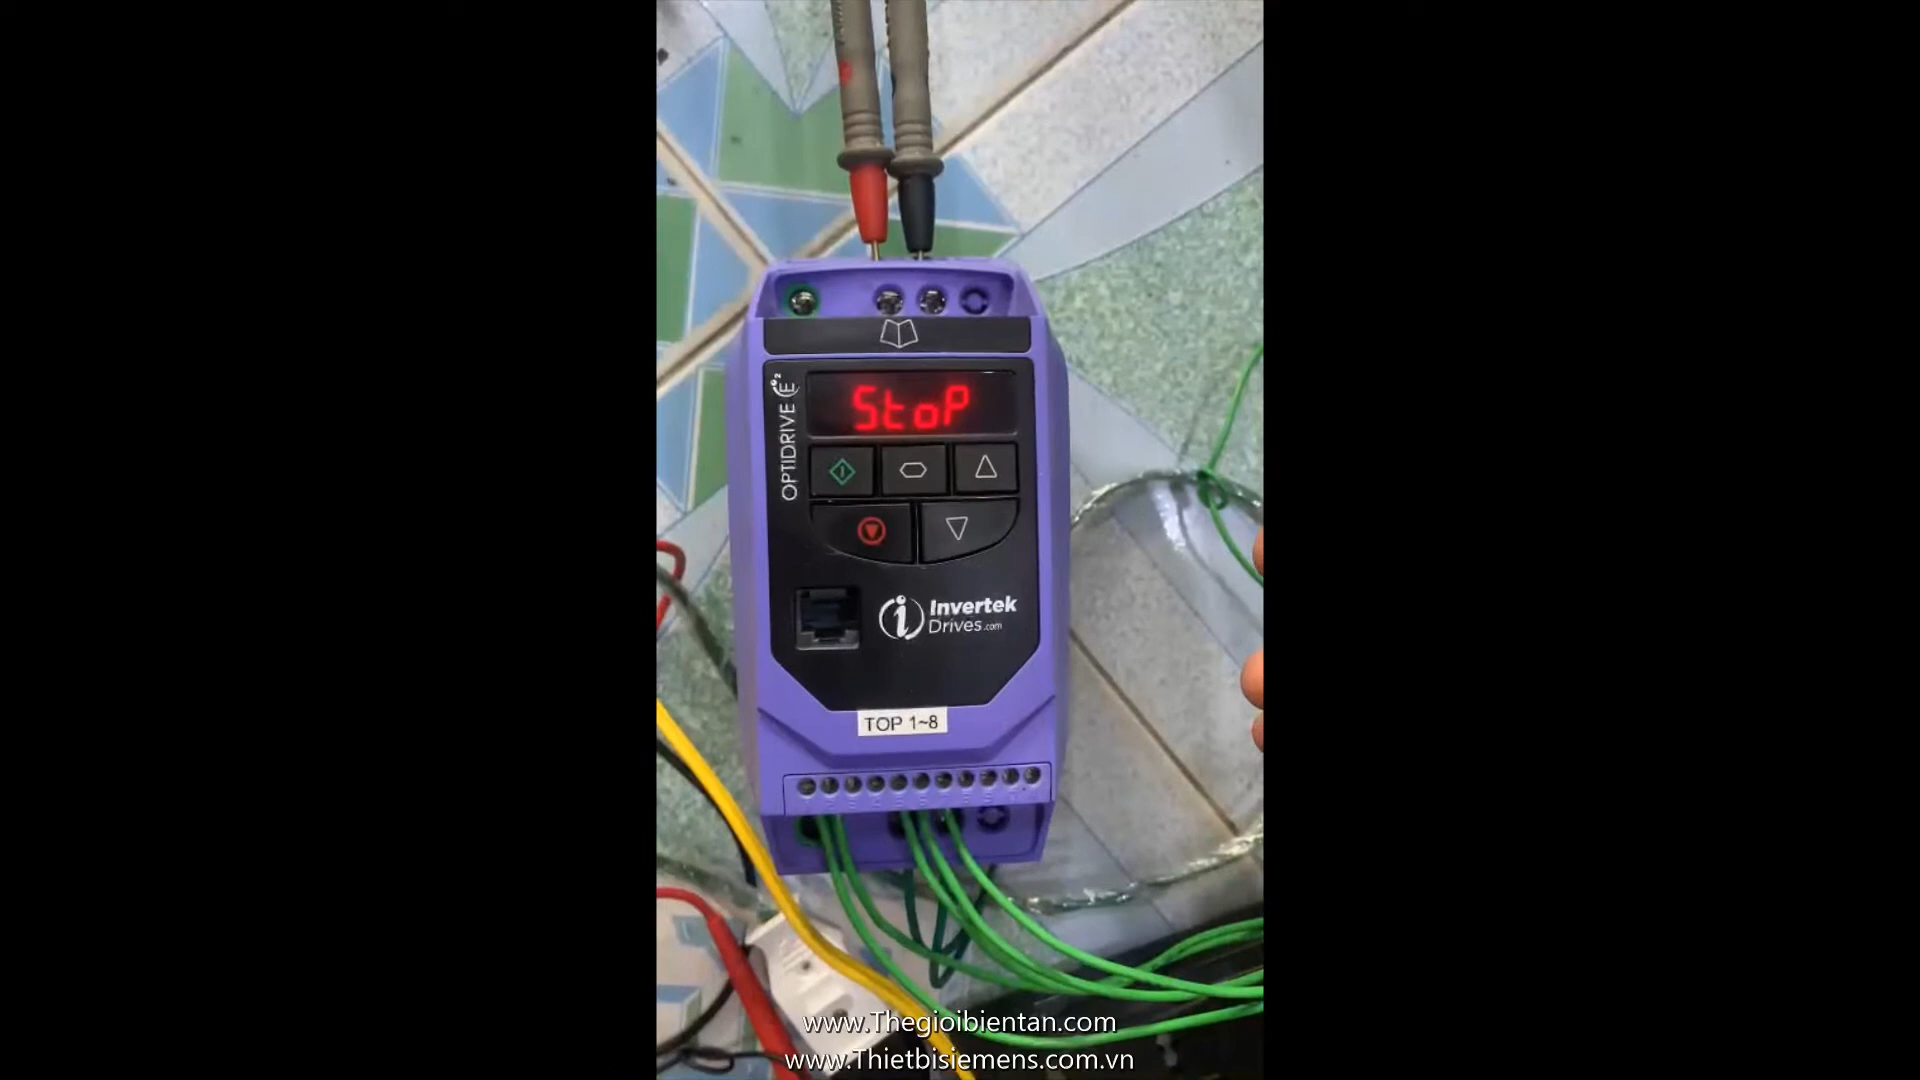 StoP
OPTIDRIVE E²
Invertek
Drives.com
TOP 1~8
www.Thegioibientan.com
www.Thietbisiemens.com.vn